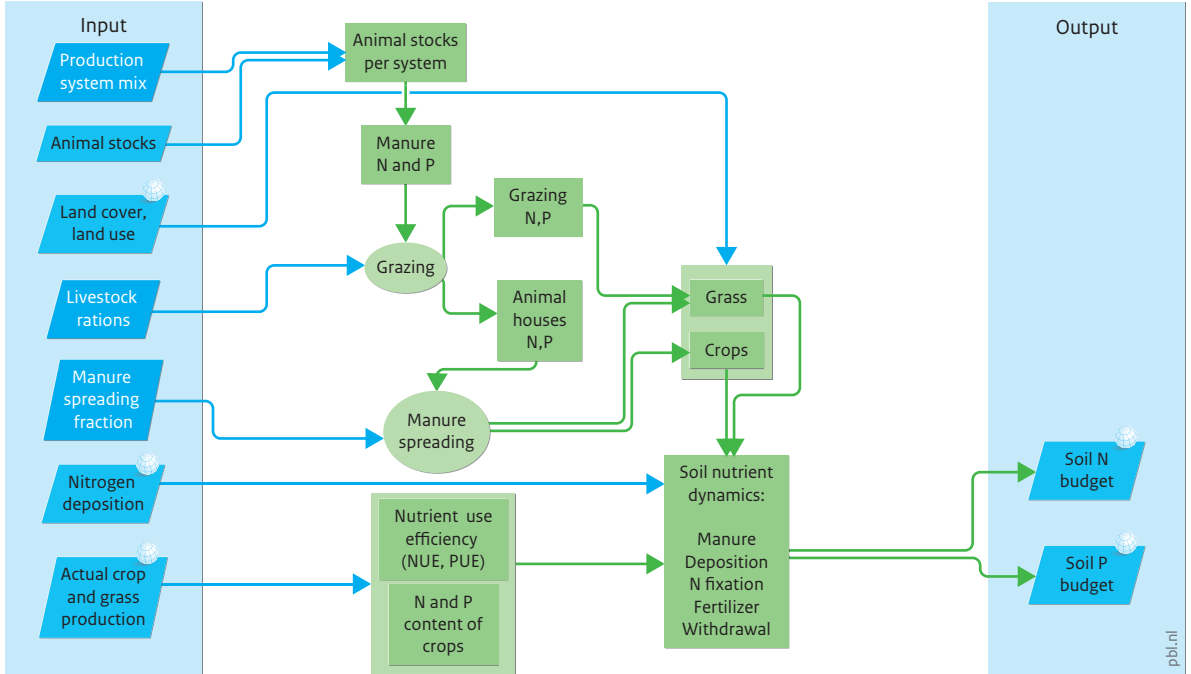 Input
Production
system mix
Animal stocks
Land cover,
land use
Livestock
rations
Manure
spreading
fraction
Nitrogen
deposition
Actual crop
and grass
production
Animal stocks
per system
Manure
N and P
Grazing
Grazing
N,P
Animal
houses
N,P
Manure
spreading
Grass
Crops
Nutrient use
efficiency
(NUE, PUE)
N and P
content of
crops
Soil nutrient
dynamics:
Manure
Deposition
N fixation
Fertilizer
Withdrawal
Output
Soil N
budget
Soil P
budget
pbl.nl